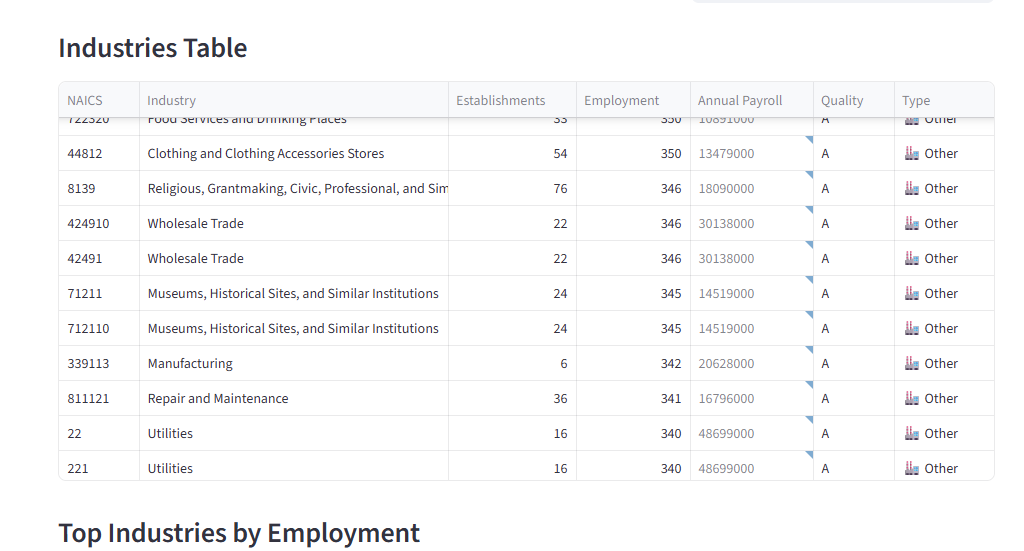 Industries Table
NAICS Industry Establishments Employment Annual Payroll Quality Type
722320 Food Services and Drinking Places 33 350 10891000 A Other
44812 Clothing and Clothing Accessories Stores 54 350 13479000 A Other
8139 Religious, Grantmaking, Civic, Professional, and Sim 76 346 18090000 A Other
424910 Wholesale Trade 22 346 30138000 A Other
42491 Wholesale Trade 22 346 30138000 A Other
71211 Museums, Historical Sites, and Similar Institutions 24 345 14519000 A Other
712110 Museums, Historical Sites, and Similar Institutions 24 345 14519000 A Other
339113 Manufacturing 6 342 20628000 A Other
811121 Repair and Maintenance 36 341 16796000 A Other
22 Utilities 16 340 48699000 A Other
221 Utilities 16 340 48699000 A Other
Top Industries by Employment